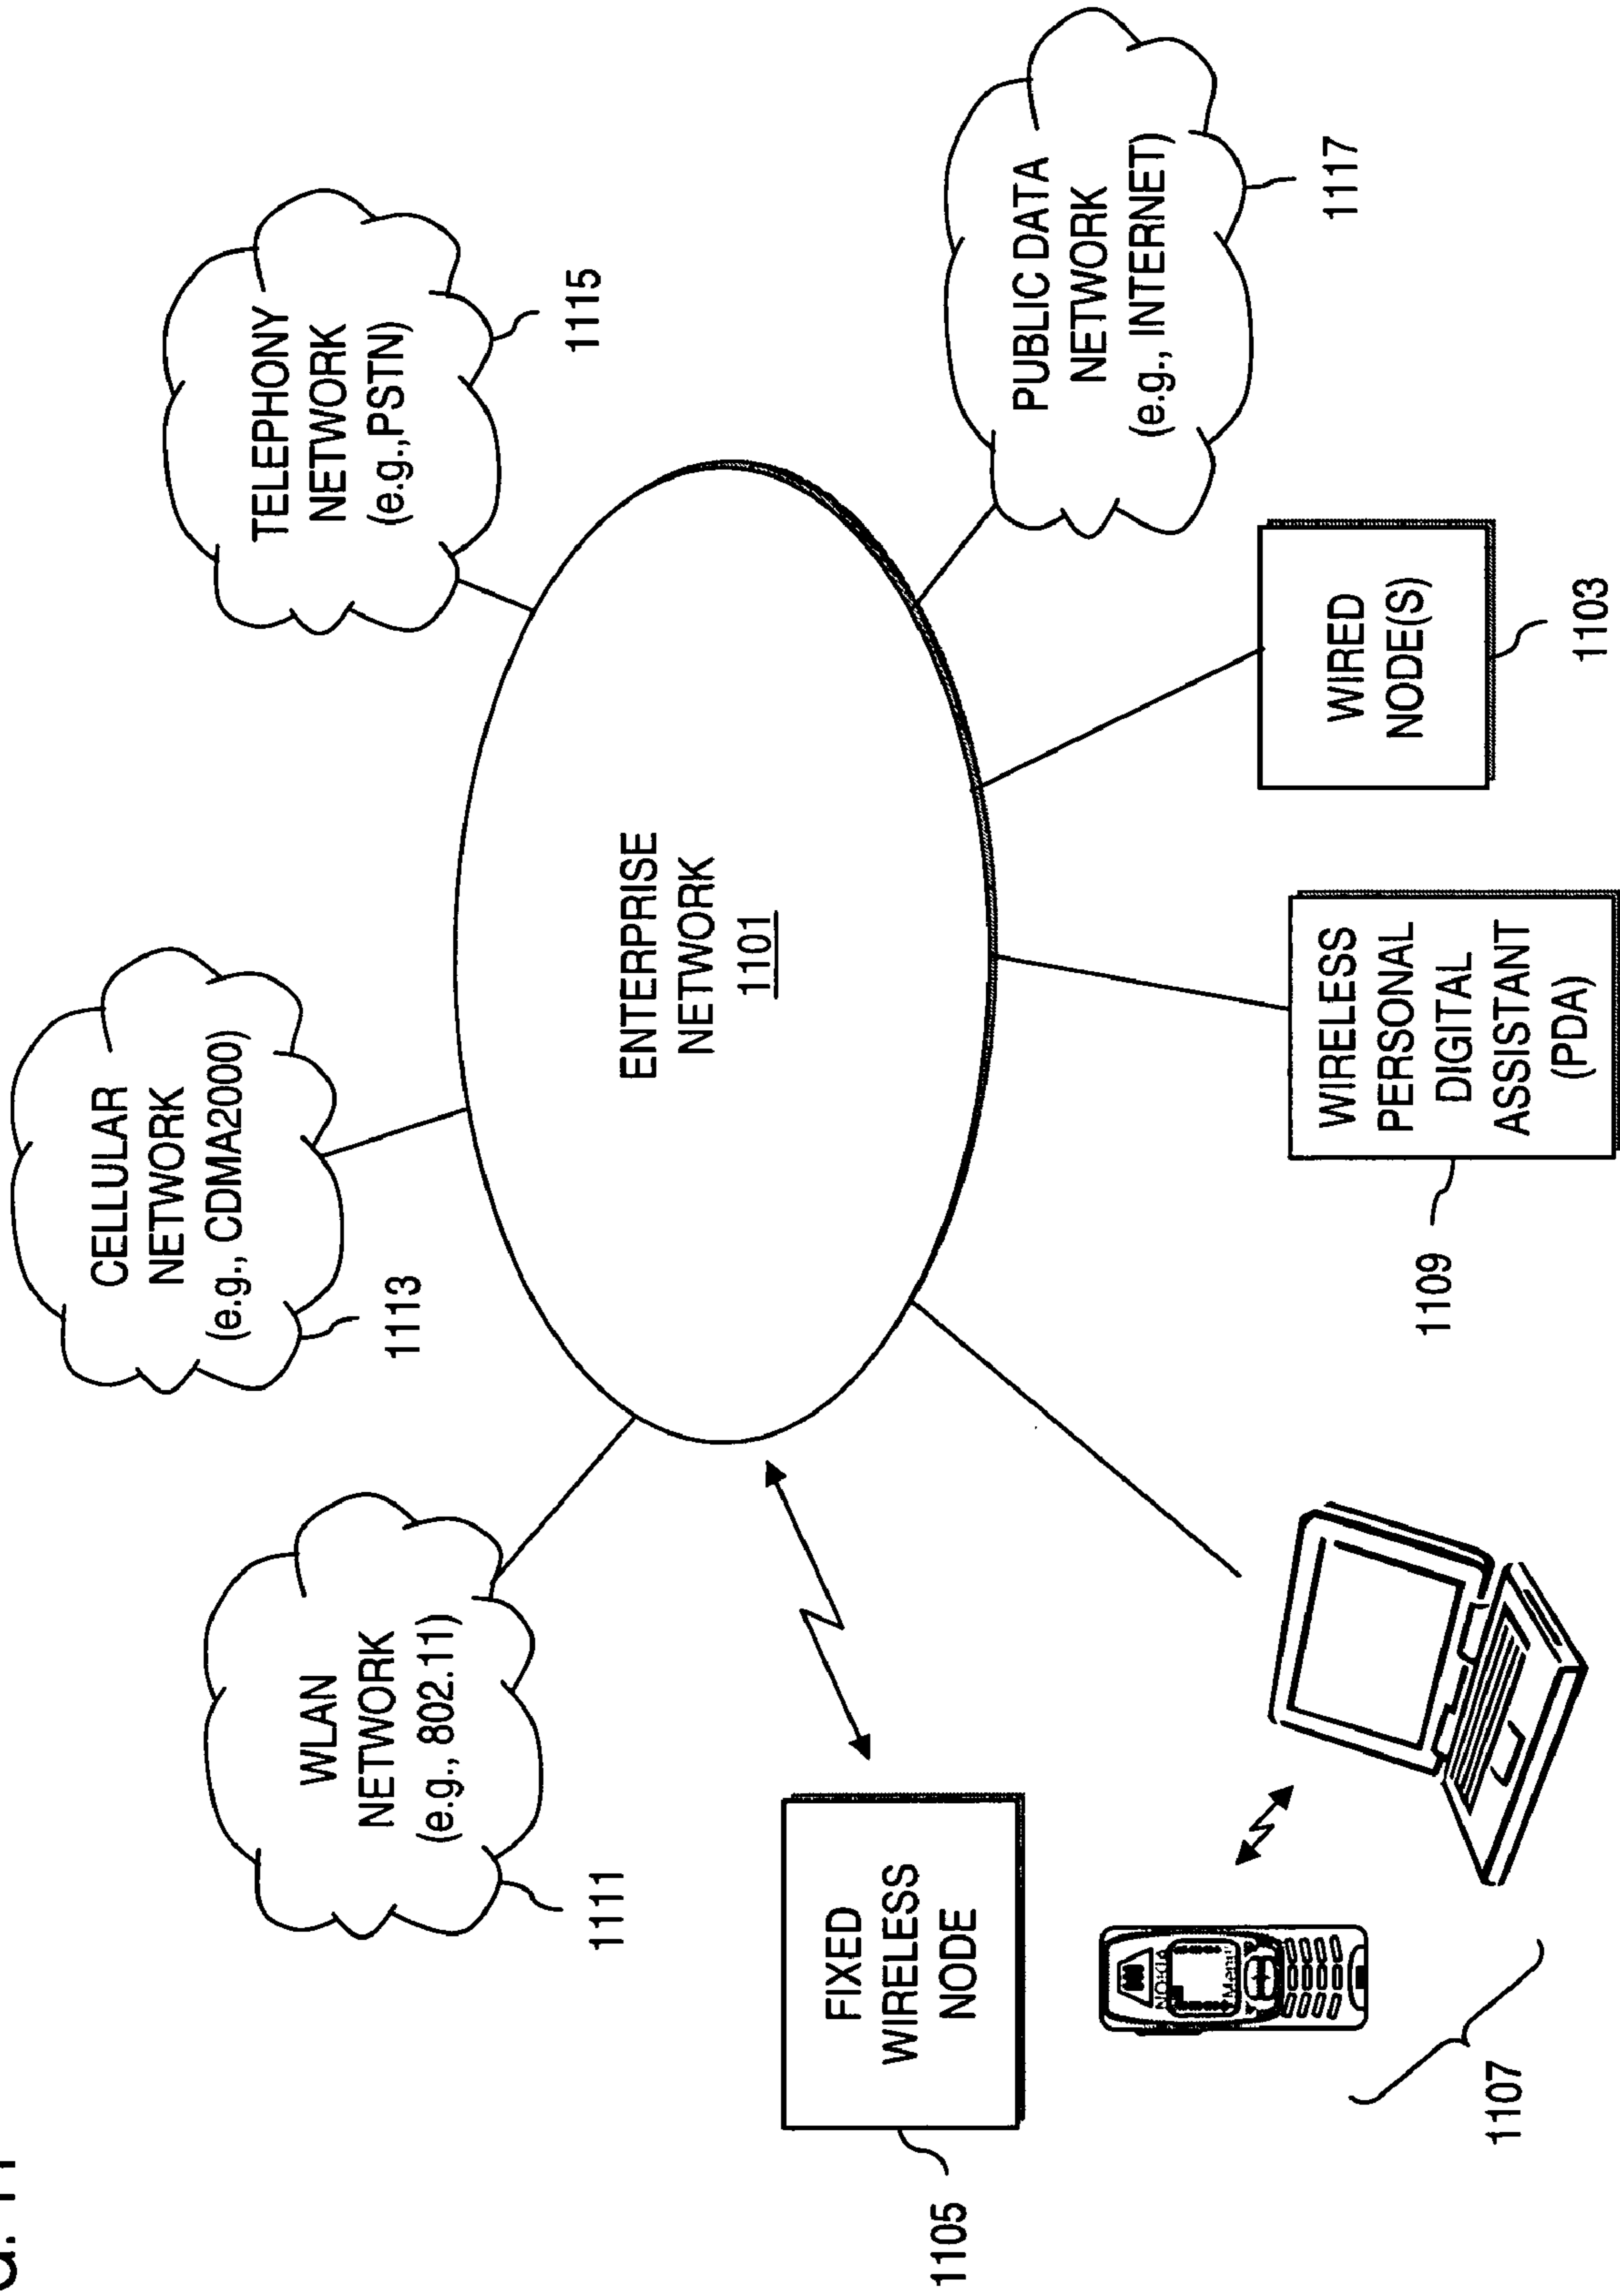 G. 11
CELLULAR
NETWORK
(e.g., CDMA2000)
1113
TELEPHONY
NETWORK
(e.g.,PSTN)
1115
WLAN
NETWORK
(e.g., 802.11)
1111
ENTERPRISE
NETWORK
1101
FIXED
WIRELESS
NODE
1105
PUBLIC DATA
NETWORK
(e.g., INTERNET)
1117
NOKIA
Menu
1107
WIRELESS
PERSONAL
DIGITAL
ASSISTANT
(PDA)
1109
WIRED
NODE(S)
1103